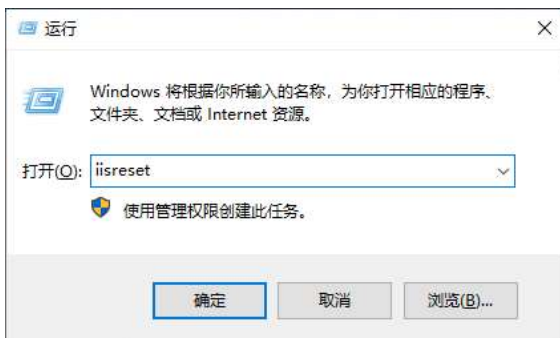 运行
Windows 将根据你所输入的名称，为你打开相应的程序、
文件夹、文档或 Internet 资源。
打开(O): iisreset
使用管理权限创建此任务。
确定 取消 浏览(B)...